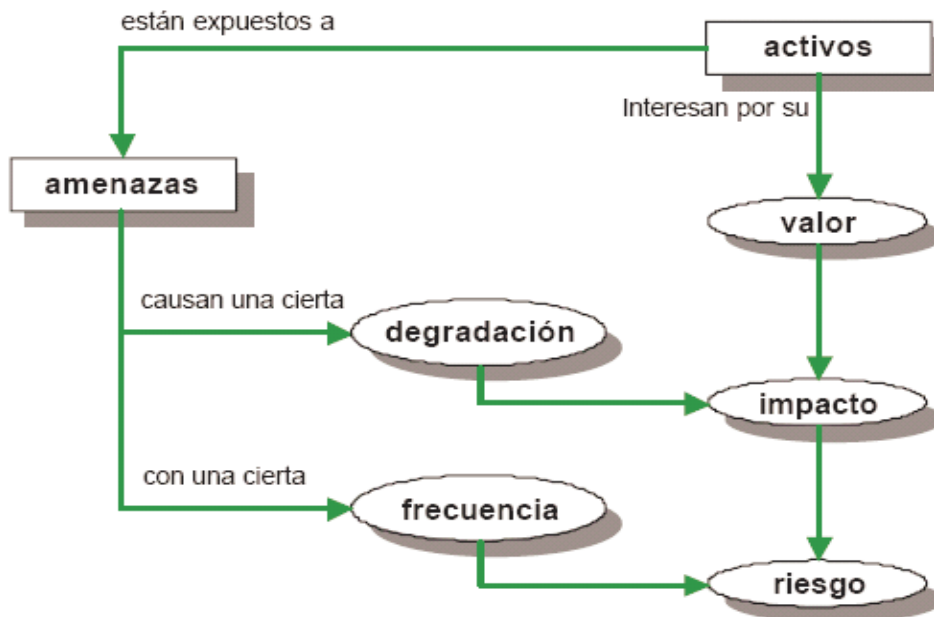 están expuestos a
activos
Interesan por su
amenazas
valor
causan una cierta
degradación
impacto
con una cierta
frecuencia
riesgo